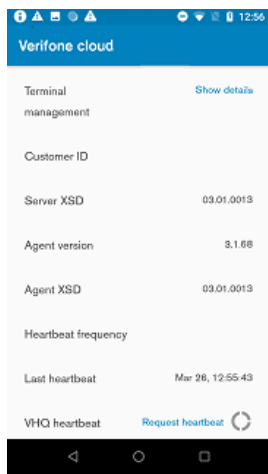 12:56
Verifone cloud
Terminal management
Show details
Customer ID
Server XSD
03.01.0013
Agent version
3.1.68
Agent XSD
03.01.0013
Heartbeat frequency
Last heartbeat
Mar 26, 12:55:43
VHQ heartbeat
Request heartbeat